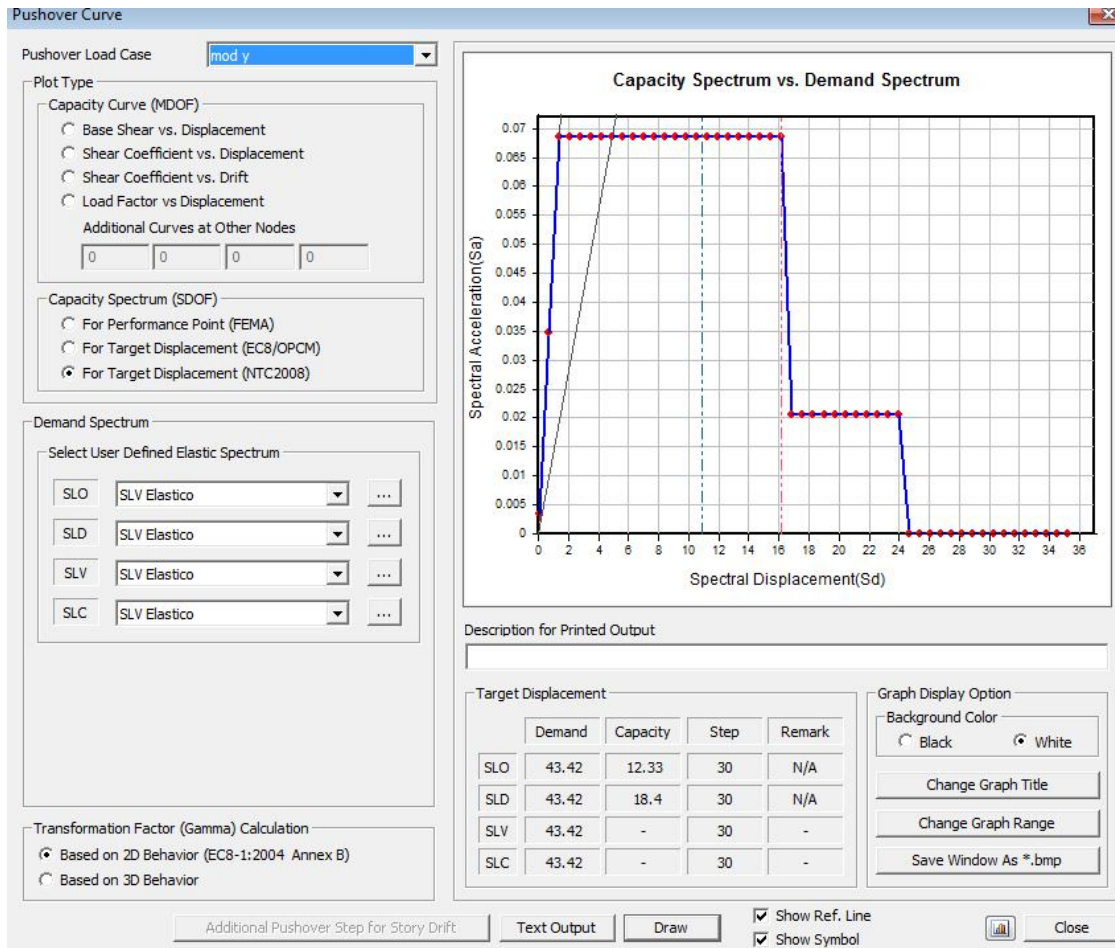 Pushover Curve
Pushover Load Case
mod y
Plot Type
Capacity Curve (MDOF)
Base Shear vs. Displacement
Shear Coefficient vs. Displacement
Shear Coefficient vs. Drift
Load Factor vs Displacement
Additional Curves at Other Nodes
0 0 0 0
Capacity Spectrum (SDOF)
For Performance Point (FEMA)
For Target Displacement (EC8/OPCM)
For Target Displacement (NTC2008)
Demand Spectrum
Select User Defined Elastic Spectrum
SLO SLV Elastico ...
SLD SLV Elastico ...
SLV SLV Elastico ...
SLC SLV Elastico ...
Transformation Factor (Gamma) Calculation
Based on 2D Behavior (EC8-1:2004 Annex B)
Based on 3D Behavior
Capacity Spectrum vs. Demand Spectrum
Spectral Acceleration(Sa)
0.07
0.065
0.06
0.055
0.05
0.045
0.04
0.035
0.03
0.025
0.02
0.015
0.01
0.005
0
0 2 4 6 8 10 12 14 16 18 20 22 24 26 28 30 32 34 36
Spectral Displacement(Sd)
Description for Printed Output
Target Displacement
Demand Capacity Step Remark
SLO 43.42 12.33 30 N/A
SLD 43.42 18.4 30 N/A
SLV 43.42 - 30 -
SLC 43.42 - 30 -
Graph Display Option
Background Color
Black White
Change Graph Title
Change Graph Range
Save Window As *.bmp
Additional Pushover Step for Story Drift
Text Output
Draw
Show Ref. Line
Show Symbol
Close